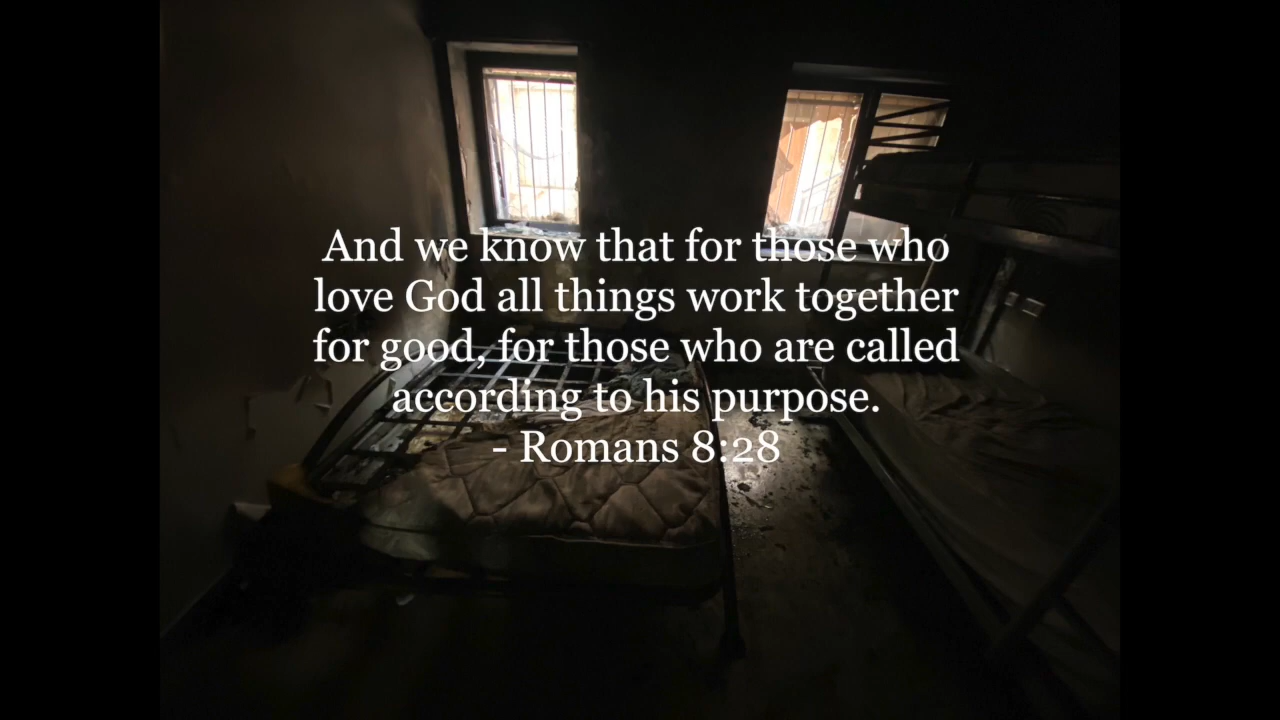 And we know that for those who
love God all things work together
for good, for those who are called
according to his purpose.
- Romans 8:28